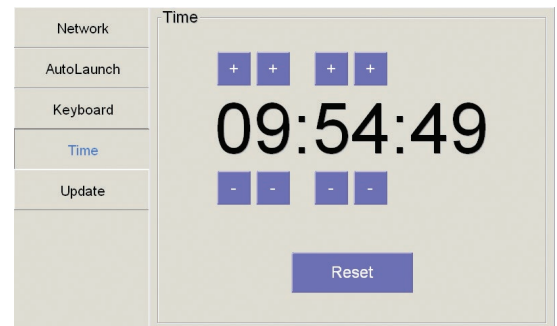 Network
AutoLaunch
Keyboard
Time
Update
Time
+ + + +
09:54:49
- - - -
Reset